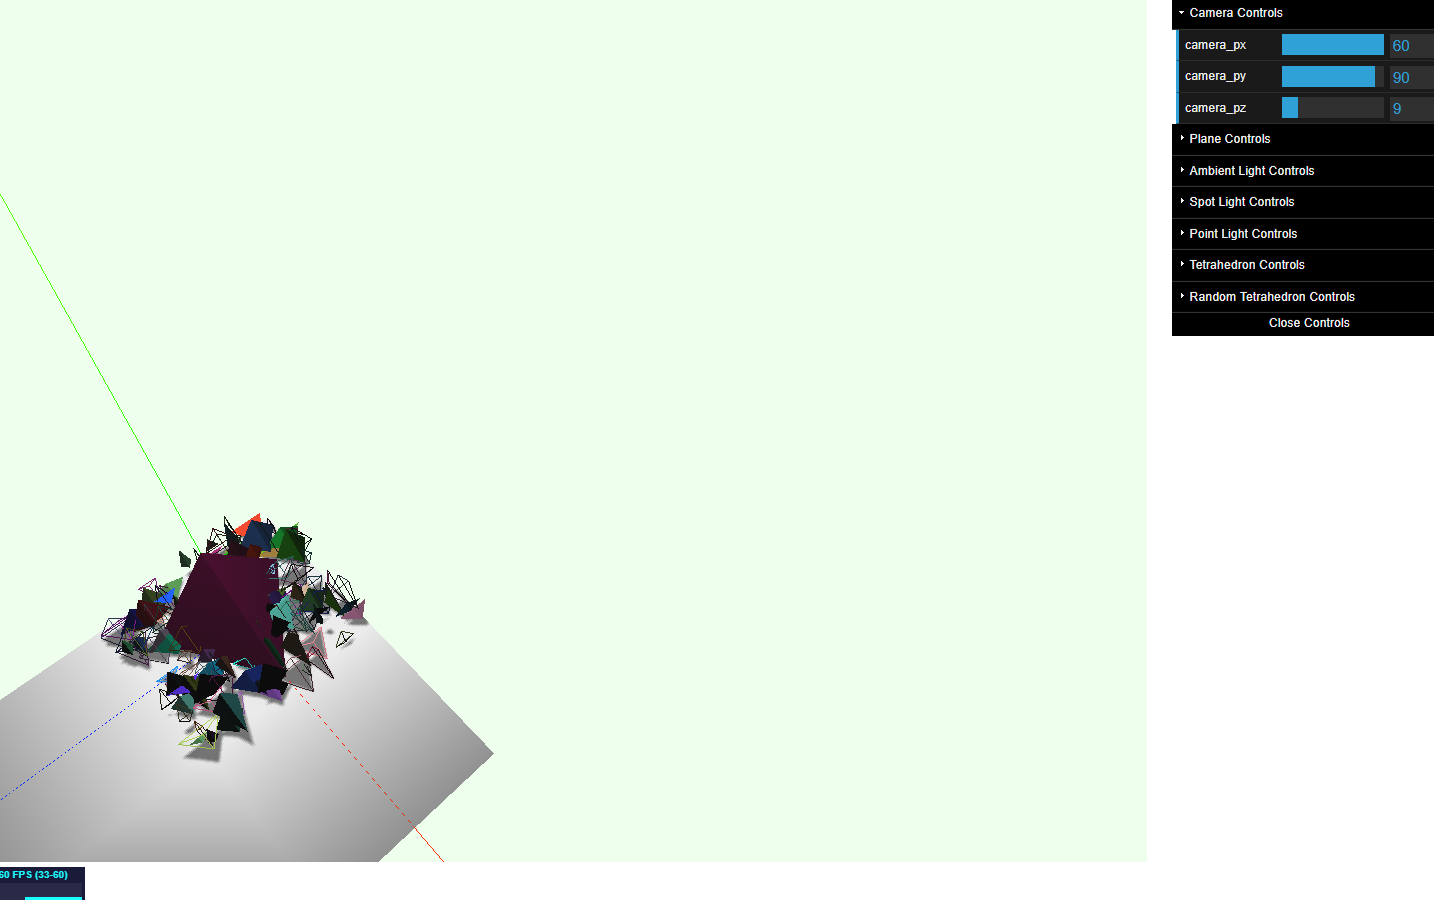 Camera Controls
camera_px 60
camera_py 90
camera_pz 9
Plane Controls
Ambient Light Controls
Spot Light Controls
Point Light Controls
Tetrahedron Controls
Random Tetrahedron Controls
Close Controls
60 FPS (33-60)